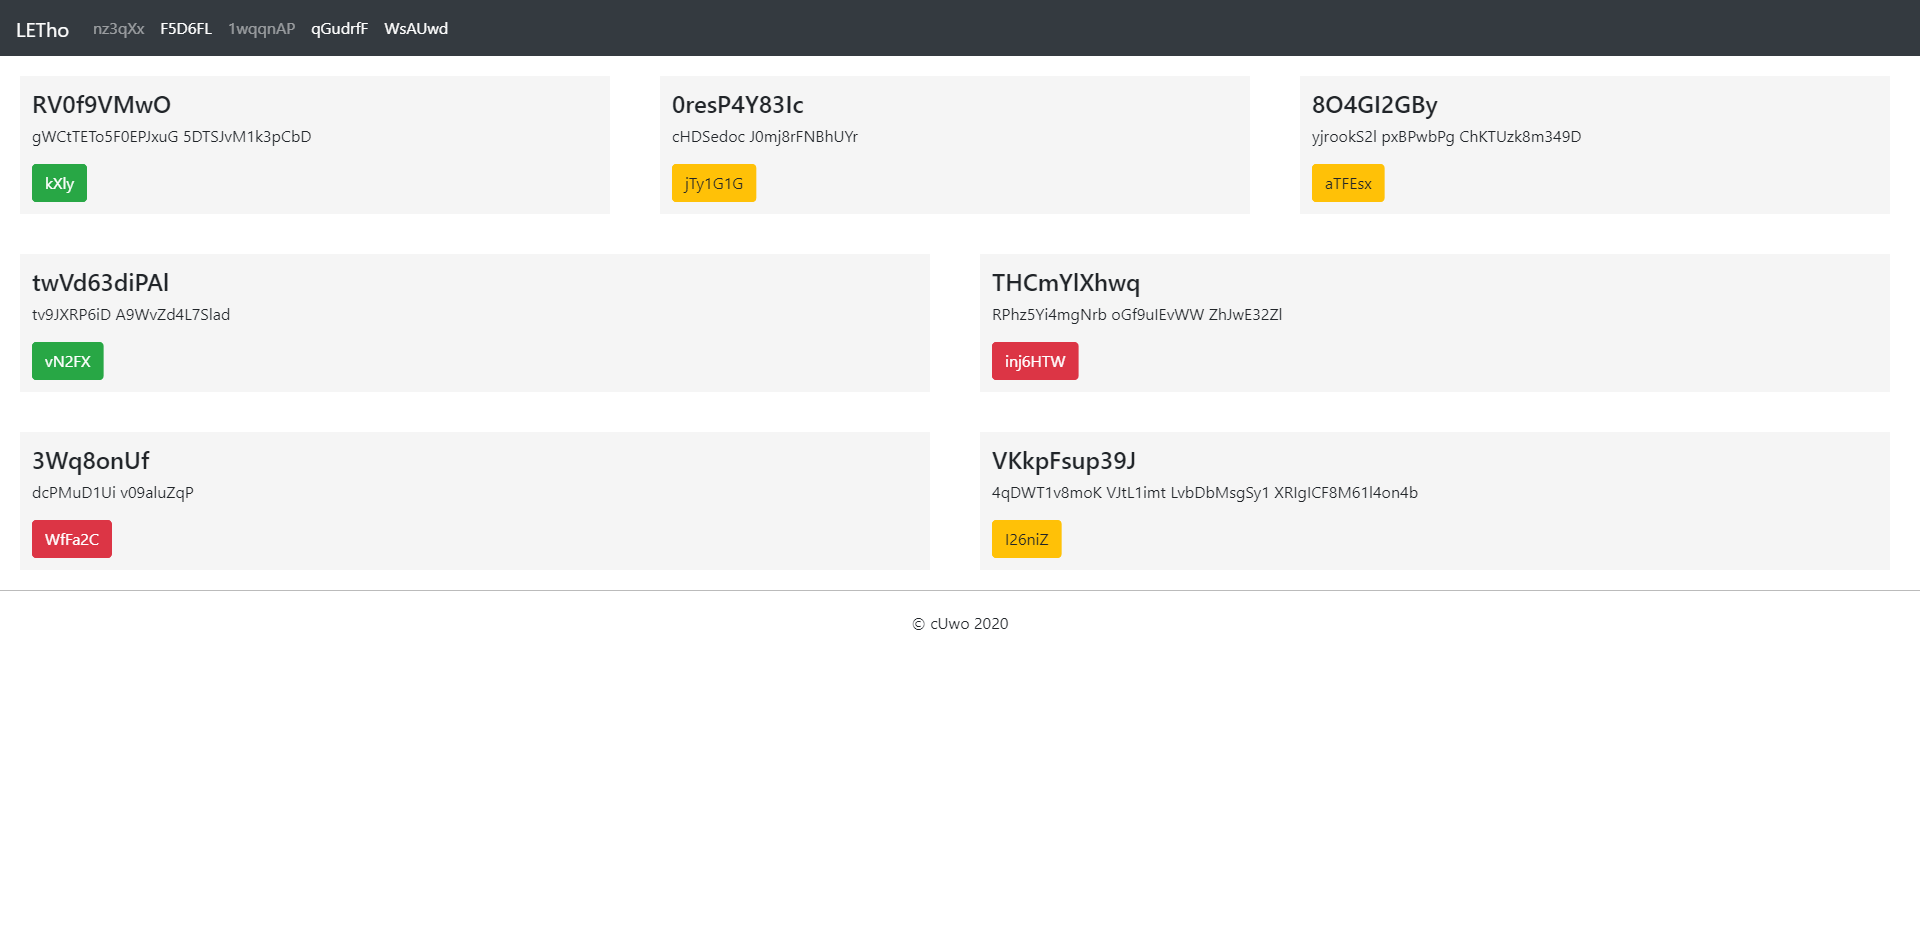 LETho nz3qXx F5D6FL 1wqqnAP qGudrfF WsAUwd
RV0f9VMwO
gWCtTETo5F0EPJxuG 5DTSJvM1k3pCbD
kXly
0resP4Y83Ic
cHDSedoc J0mj8rFNBhUYr
jTy1G1G
8O4GI2GBy
yjrookS2l pxBPwbPg ChKTUzk8m349D
aTFEsx
twVd63diPAl
tv9JXRP6iD A9WvZd4L7Slad
vN2FX
THCmYlXhwq
RPhz5Yi4mgNrb oGf9uIEvWW ZhJwE32Zl
inj6HTW
3Wq8onUf
dcPMuD1Ui v09aluZqP
WfFa2C
VKkpFsup39J
4qDWT1v8moK VJtL1imt LvbDbMsgSy1 XRIgICF8M61l4on4b
I26niZ
© cUwo 2020